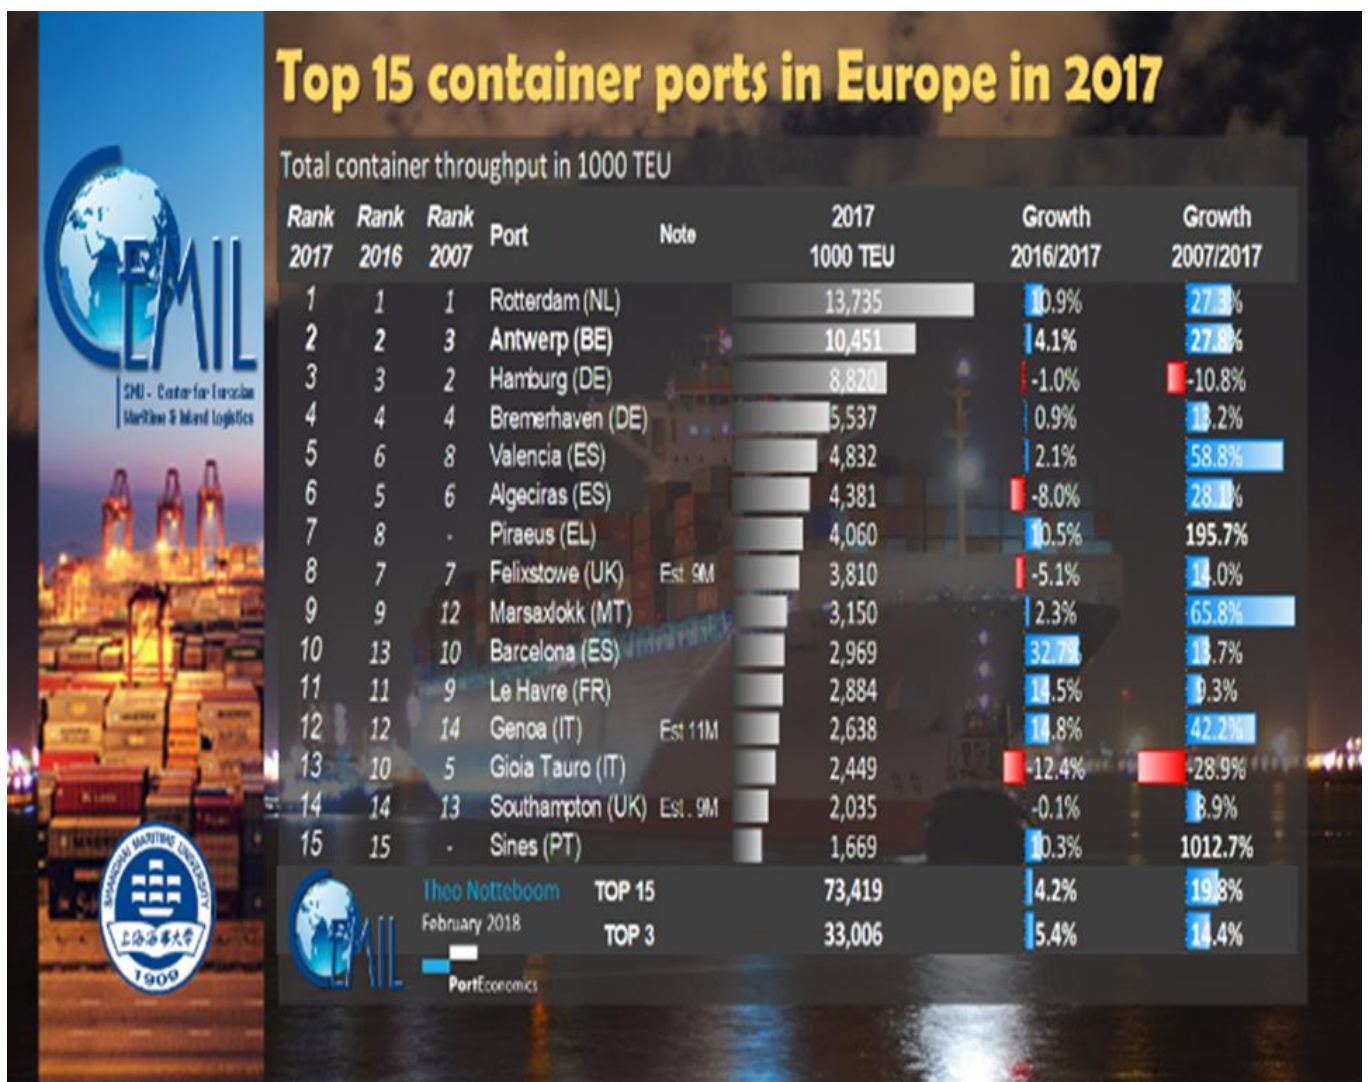 Top 15 container ports in Europe in 2017
Total container throughput in 1000 TEU
Rank 2017 Rank 2016 Rank 2007 Port Note 2017 1000 TEU Growth 2016/2017 Growth 2007/2017
1 1 1 Rotterdam (NL) 13,735 10.9% 27.3%
2 2 3 Antwerp (BE) 10,451 4.1% 27.8%
3 3 2 Hamburg (DE) 8,820 -1.0% -10.8%
4 4 4 Bremerhaven (DE) 5,537 0.9% 13.2%
5 6 8 Valencia (ES) 4,832 2.1% 58.8%
6 5 6 Algeciras (ES) 4,381 -8.0% 28.1%
7 8 - Piraeus (EL) 4,060 10.5% 195.7%
8 7 7 Felixstowe (UK) Est. 9M 3,810 -5.1% 14.0%
9 9 12 Marsaxlokk (MT) 3,150 2.3% 65.8%
10 13 10 Barcelona (ES) 2,969 32.7% 13.7%
11 11 9 Le Havre (FR) 2,884 14.5% 9.3%
12 12 14 Genoa (IT) Est 11M 2,638 14.8% 42.2%
13 10 5 Gioia Tauro (IT) 2,449 -12.4% -28.9%
14 14 13 Southampton (UK) Est. 9M 2,035 -0.1% 8.9%
15 15 - Sines (PT) 1,669 10.3% 1012.7%
TOP 15 73,419 4.2% 19.8%
TOP 3 33,006 5.4% 14.4%
Theo Notteboom
February 2018
PortEconomics
CEMIL
CEMIL
SMU - Center for Eurasian
Maritime & Inland Logistics
SHANGHAI MARITIME UNIVERSITY
上海海事大学
1909